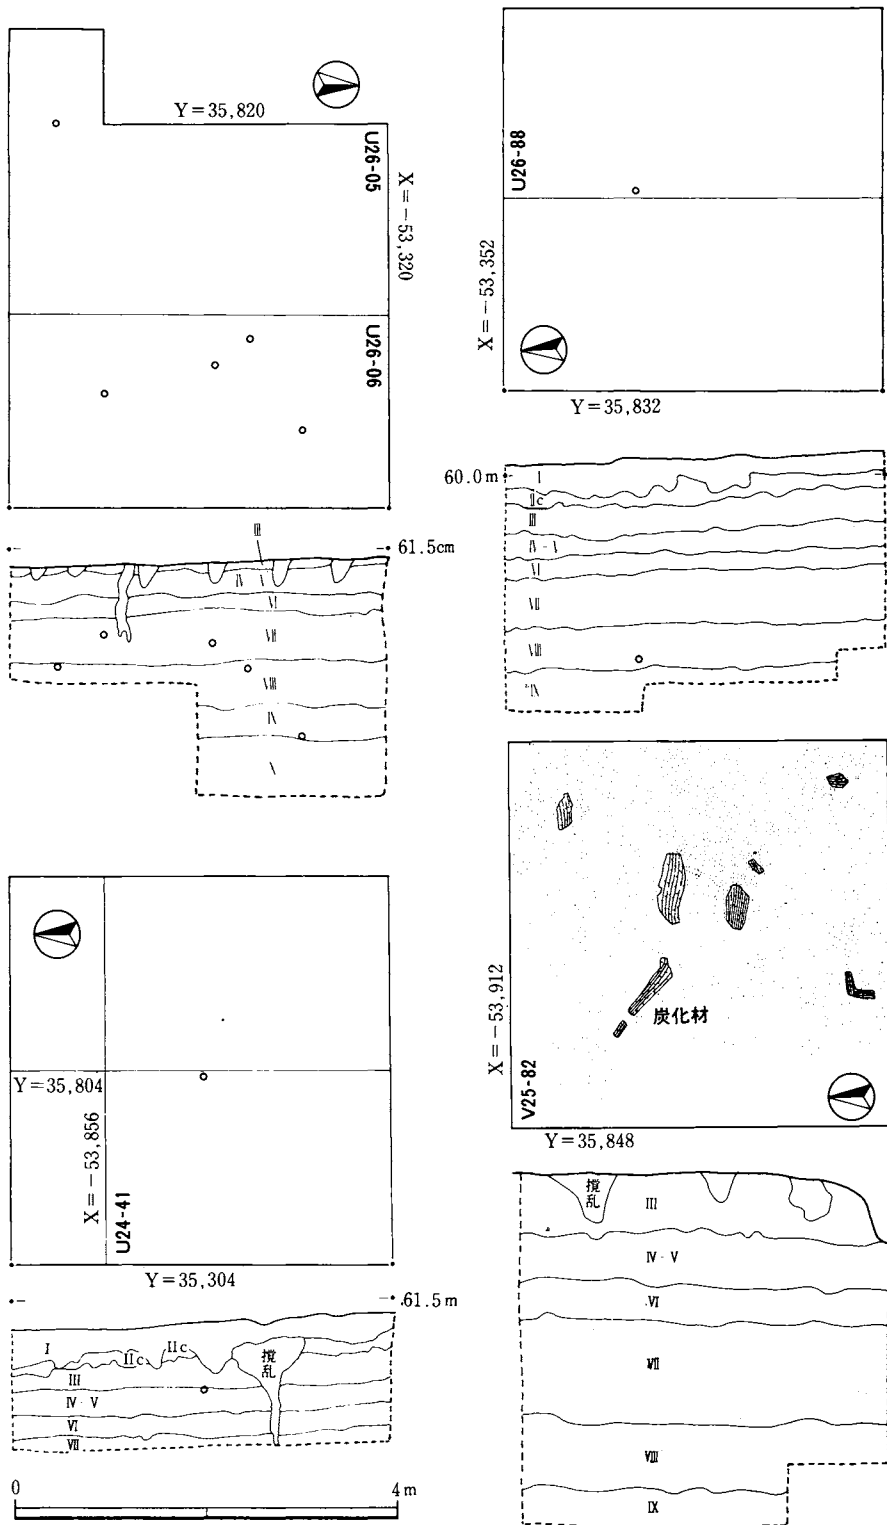 Y=35,820
U26-05
X=−53,320
U26-06
61.5cm
III
IV
V
VI
VII
VIII
IX
X
U26-88
X=−53,352
Y=35,832
60.0m
I
IIc
III
IV-V
VI
VII
VIII
IX
Y=35,804
X=−53,856
U24-41
Y=35,304
61.5m
I
IIc
IIc
撹乱
III
IV V
VI
VII
0
4m
炭化材
X=−53,912
V25-82
Y=35,848
撹乱
III
IV-V
VI
VII
VIII
IX